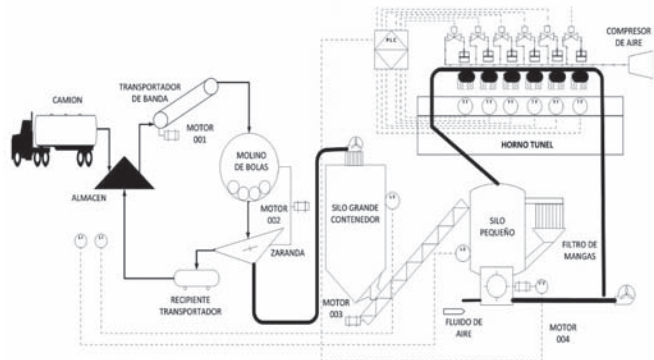 PLC
COMPRESOR
DE AIRE
TRANSPORTADOR
DE BANDA
CAMION
MOTOR
001
HORNO TUNEL
MOLINO
DE BOLAS
ALMACEN
MOTOR
002
SILO GRANDE
CONTENEDOR
SILO
PEQUEÑO
ZARANDA
FILTRO DE
MANGAS
RECIPIENTE
TRANSPORTADOR
MOTOR
003
FLUIDO
DE AIRE
MOTOR
004